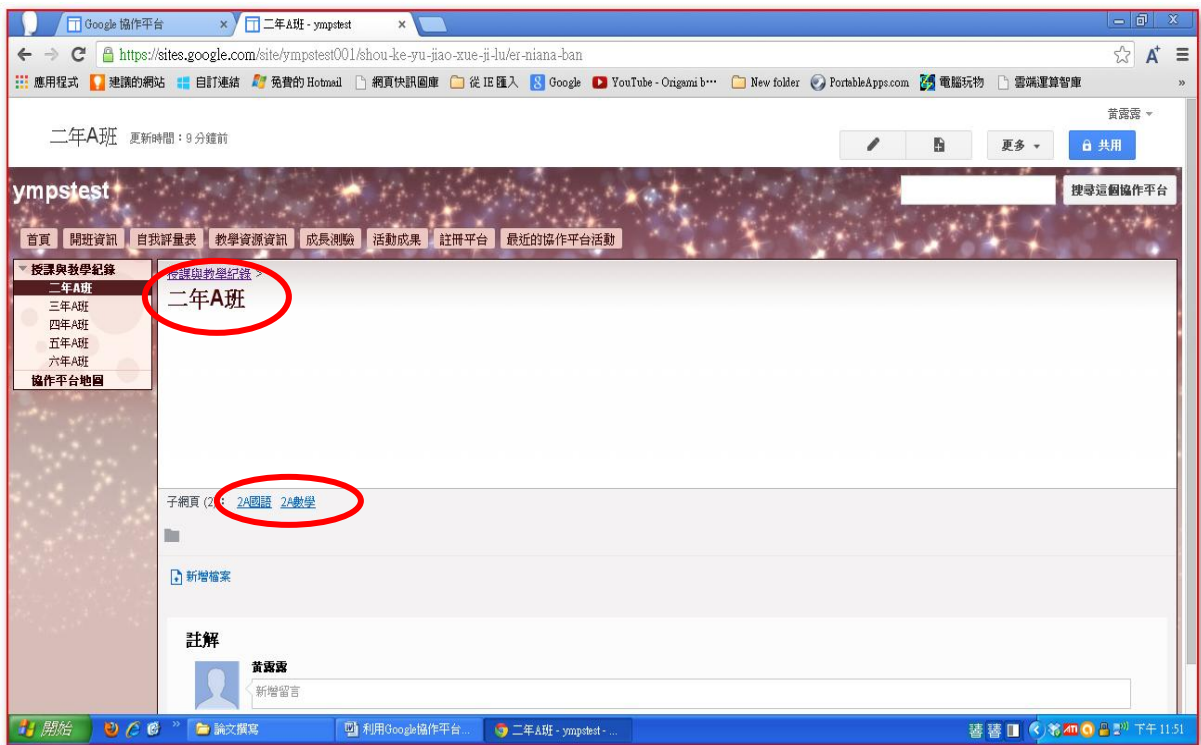 Google 協作平台 × 二年A班 - ympstest ×
https://sites.google.com/site/ympstest001/shou-ke-yu-jiao-xue-ji-lu/er-niana-ban
應用程式 建議的網站 自訂連結 免費的 Hotmail 網頁快訊圖庫 從 IE 匯入 Google YouTube - Origami b… New folder PortableApps.com 電腦玩物 雲端運算智庫 »
黃露露
二年A班 更新時間：9 分鐘前 更多 共用
ympstest 搜尋這個協作平台
首頁 開班資訊 自我評量表 教學資源資訊 成長測驗 活動成果 註冊平台 最近的協作平台活動
授課與教學紀錄
二年A班
三年A班
四年A班
五年A班
六年A班
協作平台地圖
授課與教學紀錄 >
二年A班
子網頁 (2)： 2A國語 2A數學
新增檔案
註解
黃露露
新增留言
開始 » 論文撰寫 利用Google協作平台... 二年A班 - ympstest - ... 下午 11:51